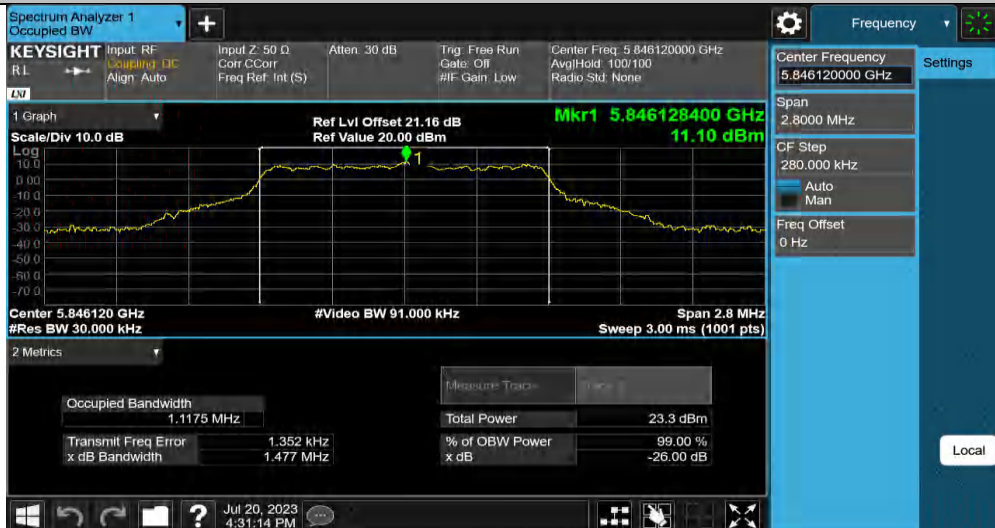 Spectrum Analyzer 1
Occupied BW
Frequency
KEYSIGHT
RL
LXI
Input: RF
Coupling: DC
Align: Auto
Input Z: 50 Ω
Corr CCorr
Freq Ref: Int (S)
Atten: 30 dB
Trig: Free Run
Gate: Off
#IF Gain: Low
Center Freq: 5.846120000 GHz
Avg|Hold: 100/100
Radio Std: None
Center Frequency
5.846120000 GHz
Settings
Span
2.8000 MHz
CF Step
280.000 kHz
Auto
Man
Freq Offset
0 Hz
Local
1 Graph
Scale/Div 10.0 dB
Ref Lvl Offset 21.16 dB
Ref Value 20.00 dBm
Mkr1 5.846128400 GHz
11.10 dBm
Log
10.0
0.00
-10.0
-20.0
-30.0
-40.0
-50.0
-60.0
-70.0
1
Center 5.846120 GHz
#Video BW 91.000 kHz
Span 2.8 MHz
#Res BW 30.000 kHz
Sweep 3.00 ms (1001 pts)
2 Metrics
Measure Trace
Occupied Bandwidth
1.1175 MHz
Total Power 23.3 dBm
Transmit Freq Error 1.352 kHz
% of OBW Power 99.00 %
x dB Bandwidth 1.477 MHz
x dB -26.00 dB
?
Jul 20, 2023
4:31:14 PM